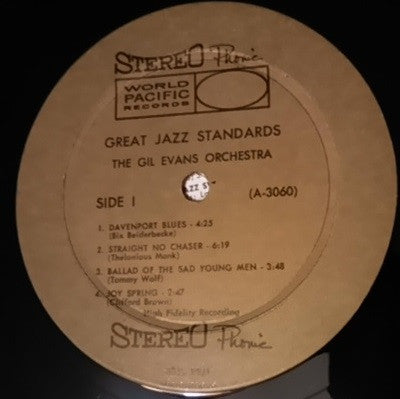 STEREO Phonic
WORLD
PACIFIC
RECORDS
GREAT JAZZ STANDARDS
THE GIL EVANS ORCHESTRA
SIDE I (A-3060)
1. DAVENPORT BLUES - 4:25
(Bix Beiderbecke)
2. STRAIGHT NO CHASER - 6:19
(Thelonious Monk)
3. BALLAD OF THE SAD YOUNG MEN - 3:48
(Tommy Wolf)
4. JOY SPRING - 2:47
(Clifford Brown)
High Fidelity Recording
STEREO Phonic